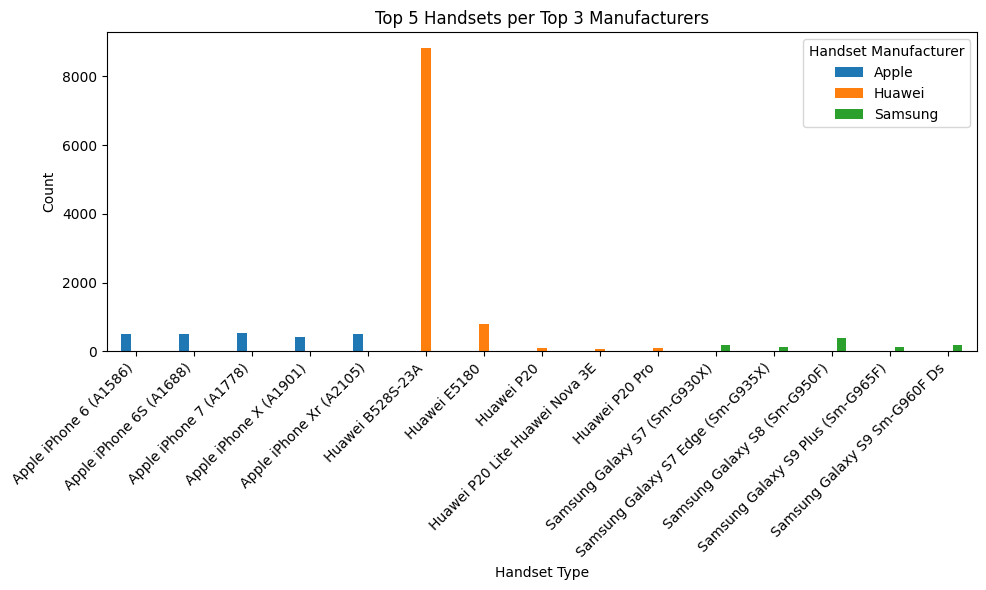 Top 5 Handsets per Top 3 Manufacturers
Handset Manufacturer
Apple
Huawei
Samsung
Count
8000
6000
4000
2000
0
Apple iPhone 6 (A1586)
Apple iPhone 6S (A1688)
Apple iPhone 7 (A1778)
Apple iPhone X (A1901)
Apple iPhone Xr (A2105)
Huawei B528S-23A
Huawei E5180
Huawei P20
Huawei P20 Lite Huawei Nova 3E
Huawei P20 Pro
Samsung Galaxy S7 (Sm-G930X)
Samsung Galaxy S7 Edge (Sm-G935X)
Samsung Galaxy S8 (Sm-G950F)
Samsung Galaxy S9 Plus (Sm-G965F)
Samsung Galaxy S9 Sm-G960F Ds
Handset Type